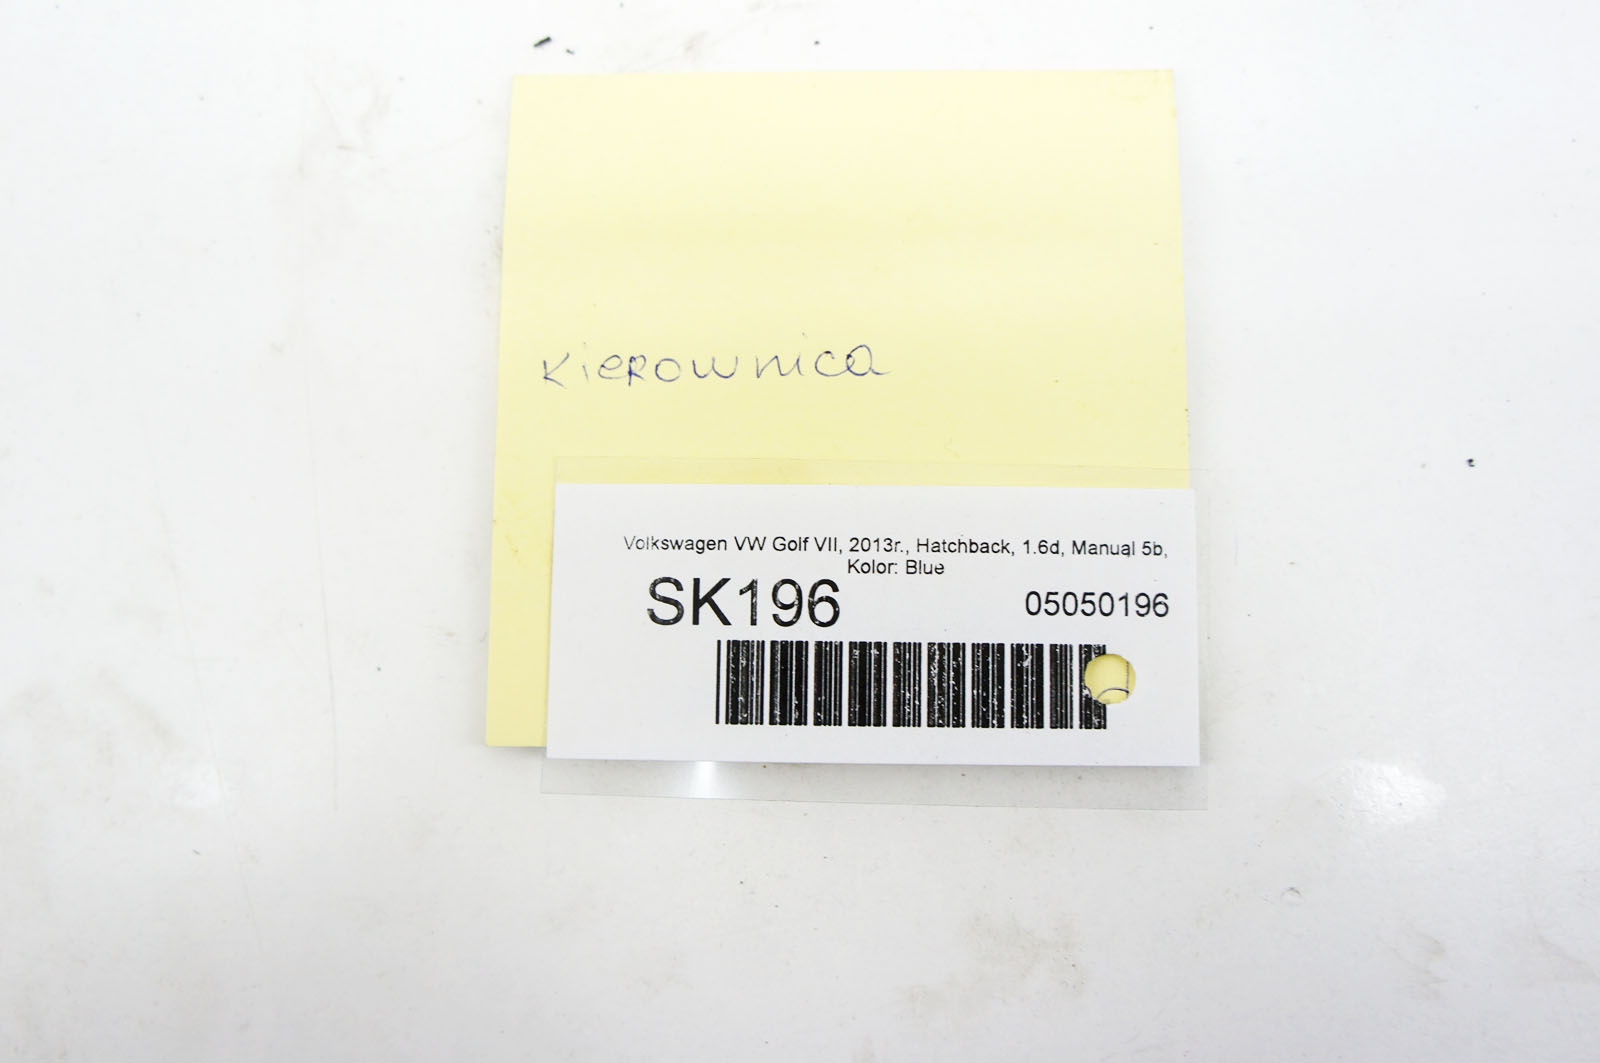 Kierownica
Volkswagen VW Golf VII, 2013r., Hatchback, 1.6d, Manual 5b,
Kolor: Blue
SK196 05050196